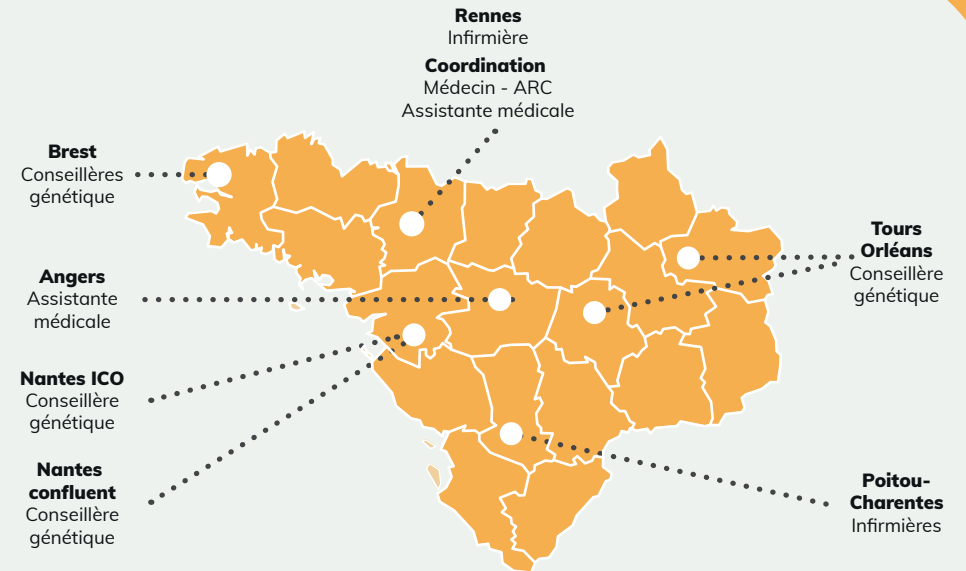 Rennes
Infirmière
Coordination
Médecin - ARC
Assistante médicale
Brest
Conseillères
génétique
Angers
Assistante
médicale
Nantes ICO
Conseillère
génétique
Nantes
confluent
Conseillère
génétique
Tours
Orléans
Conseillère
génétique
Poitou-
Charentes
Infirmières